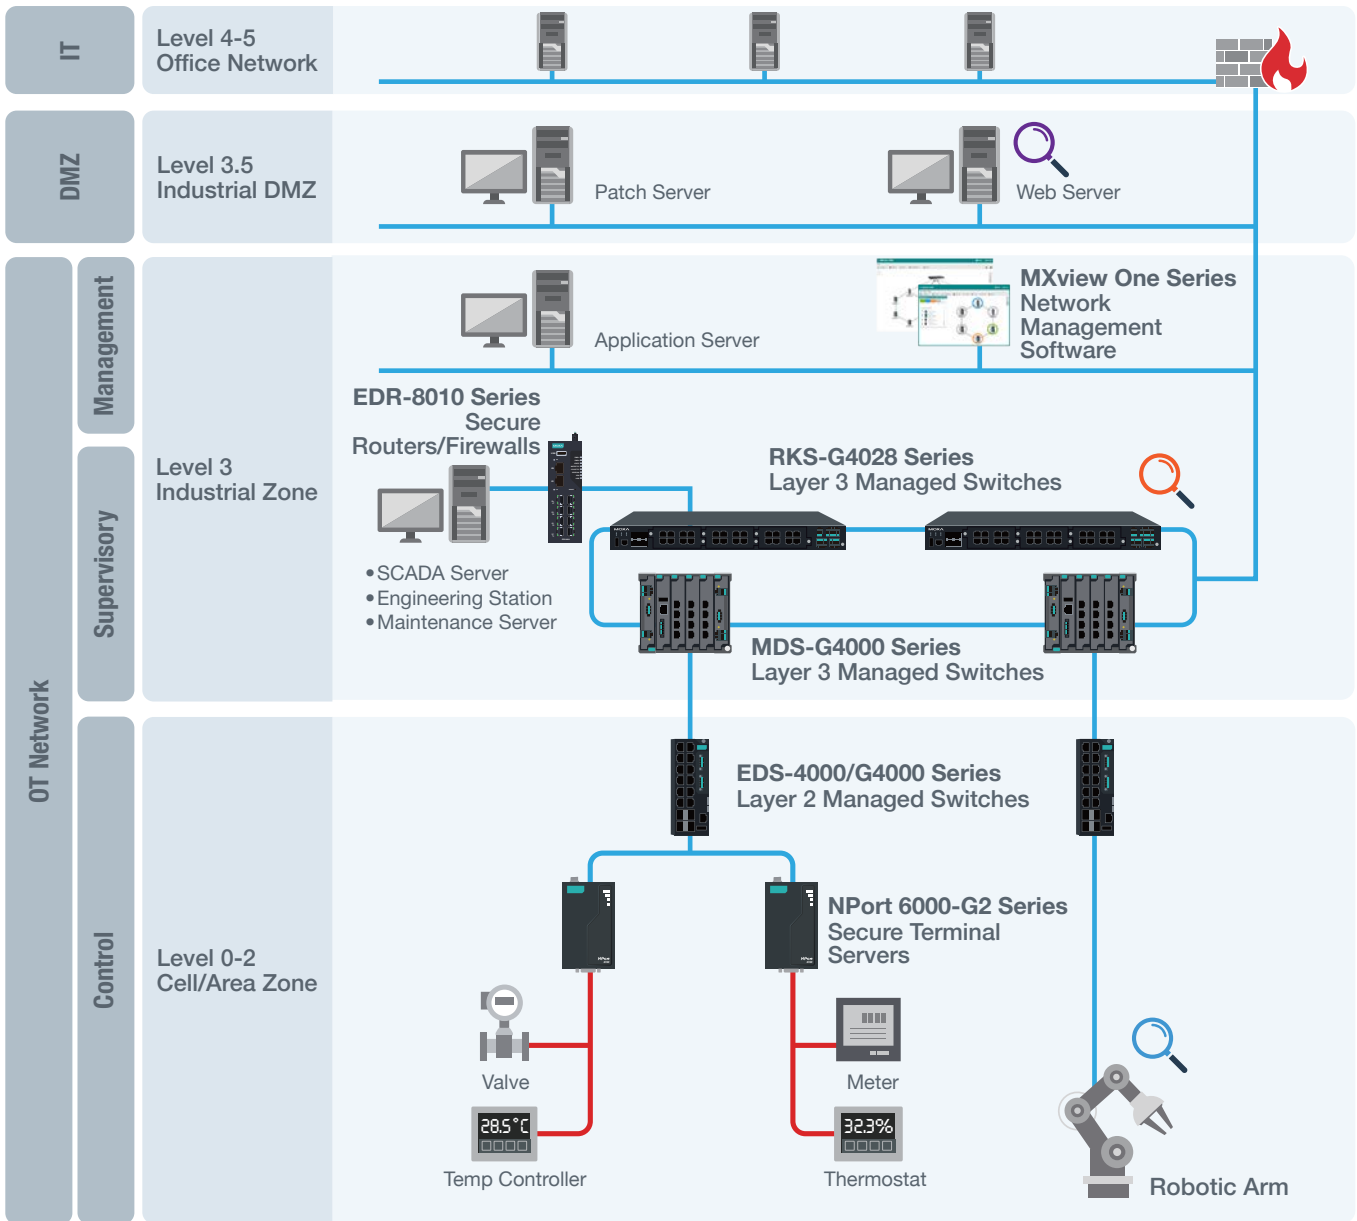 IT
Level 4-5
Office Network
DMZ
Level 3.5
Industrial DMZ
Patch Server
Web Server
OT Network
Management
Supervisory
Level 3
Industrial Zone
Application Server
MXview One Series
Network
Management
Software
EDR-8010 Series
Secure
Routers/Firewalls
RKS-G4028 Series
Layer 3 Managed Switches
MOXA
MOXA
•SCADA Server
•Engineering Station
•Maintenance Server
MDS-G4000 Series
Layer 3 Managed Switches
Control
Level 0-2
Cell/Area Zone
EDS-4000/G4000 Series
Layer 2 Managed Switches
NPort 6000-G2 Series
Secure Terminal
Servers
NPort
NPort
Valve
Meter
28.5°C
32.3%
Temp Controller
Thermostat
Robotic Arm